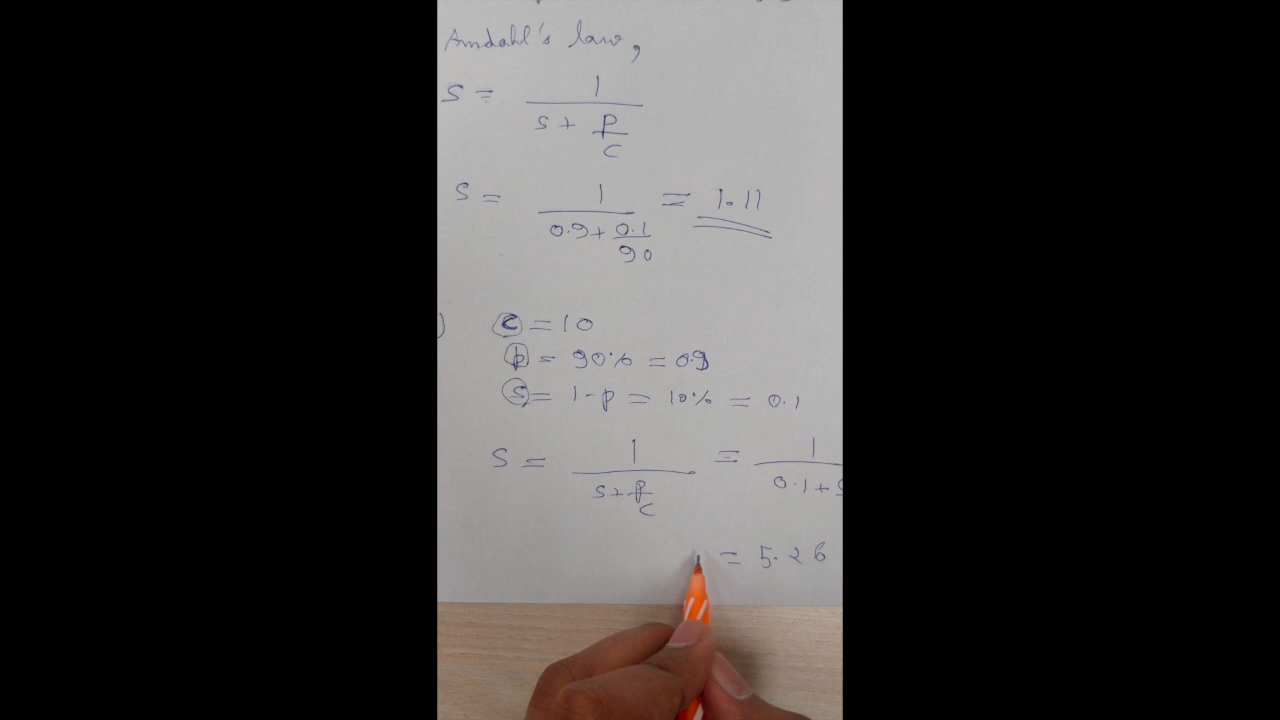 Amdahl's law,
S = 1 / (s + p/c)
S = 1 / (0.9 + 0.1/90) = 1.11
) c = 10
p = 90% = 0.9
s = 1 - p = 10% = 0.1
S = 1 / (s + p/c) = 1 / (0.1 +
= 5.26